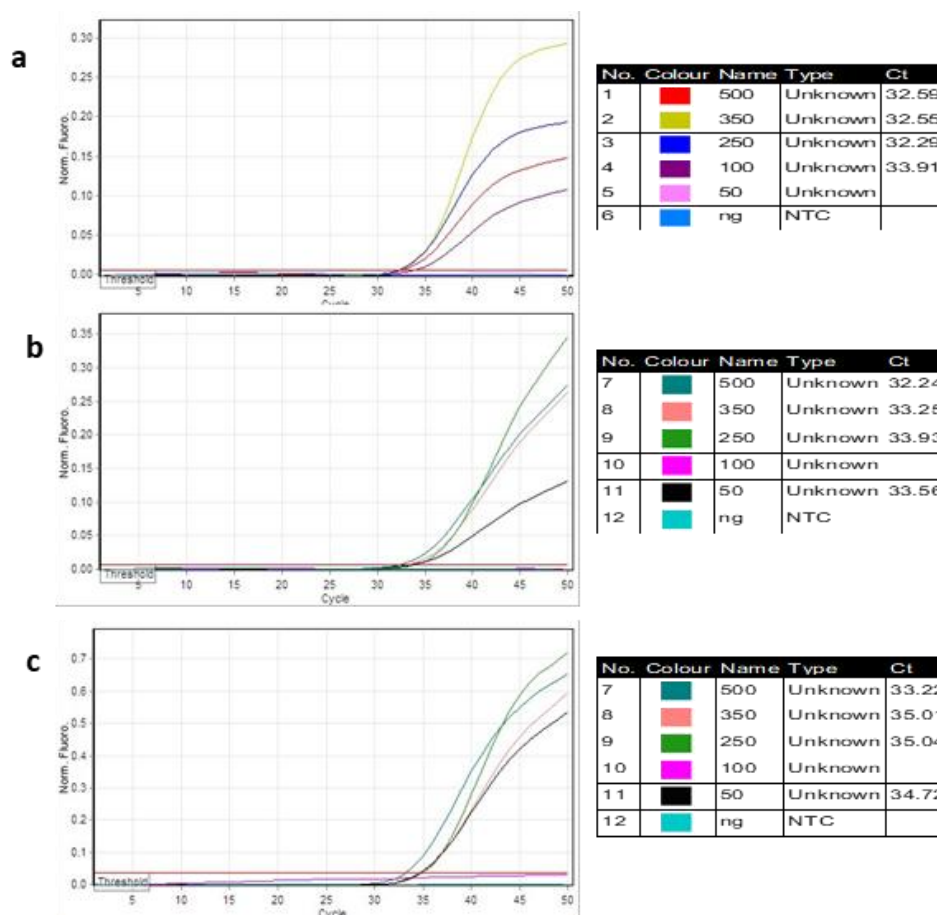 a
0.30
0.25
0.20
0.15
0.10
0.05
0.00
Norm. Fluoro.
Threshold
5 10 15 20 25 30 35 40 45 50
Cycle
No. Colour Name Type Ct
1 500 Unknown 32.59
2 350 Unknown 32.55
3 250 Unknown 32.29
4 100 Unknown 33.91
5 50 Unknown
6 ng NTC
b
0.35
0.30
0.25
0.20
0.15
0.10
0.05
0.00
Norm. Fluoro.
Threshold
5 10 15 20 25 30 35 40 45 50
Cycle
No. Colour Name Type Ct
7 500 Unknown 32.24
8 350 Unknown 33.25
9 250 Unknown 33.93
10 100 Unknown
11 50 Unknown 33.56
12 ng NTC
c
0.7
0.6
0.5
0.4
0.3
0.2
0.1
0.0
Norm. Fluoro.
Threshold
5 10 15 20 25 30 35 40 45 50
Cycle
No. Colour Name Type Ct
7 500 Unknown 33.22
8 350 Unknown 35.01
9 250 Unknown 35.04
10 100 Unknown
11 50 Unknown 34.72
12 ng NTC